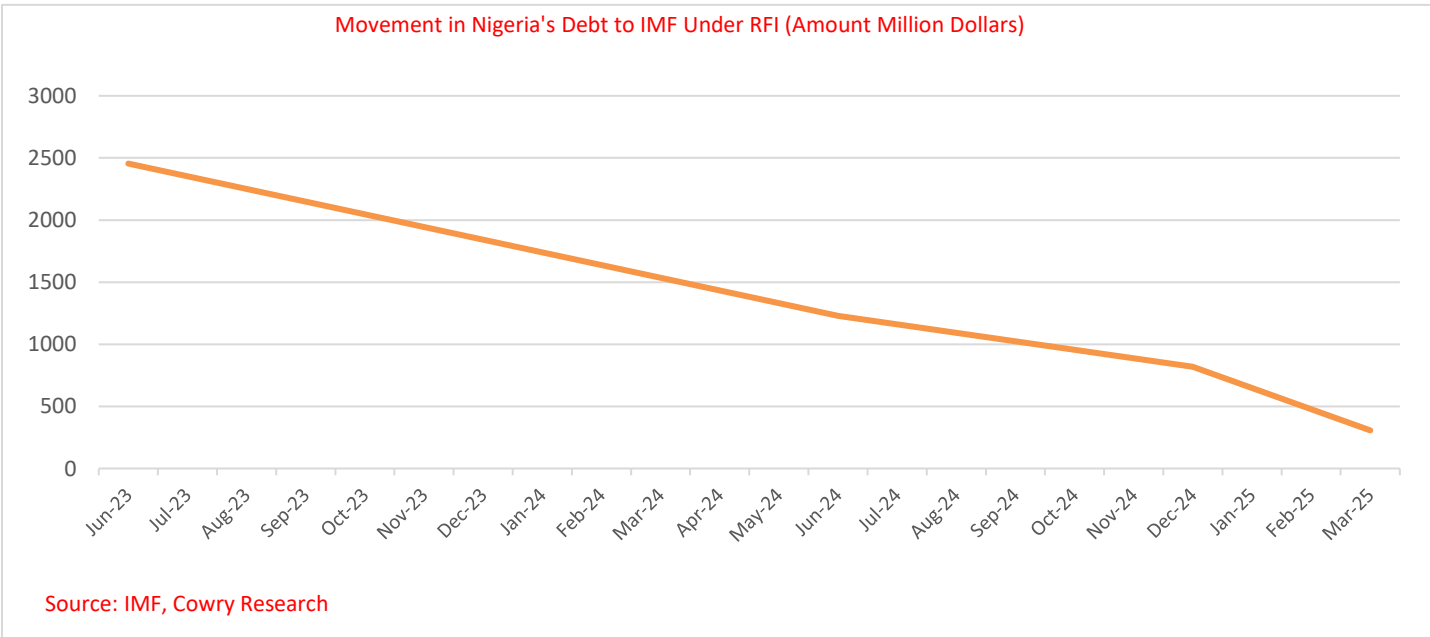 Movement in Nigeria's Debt to IMF Under RFI (Amount Million Dollars)
3000
2500
2000
1500
1000
500
0
Jun-23
Jul-23
Aug-23
Sep-23
Oct-23
Nov-23
Dec-23
Jan-24
Feb-24
Mar-24
Apr-24
May-24
Jun-24
Jul-24
Aug-24
Sep-24
Oct-24
Nov-24
Dec-24
Jan-25
Feb-25
Mar-25
Source: IMF, Cowry Research